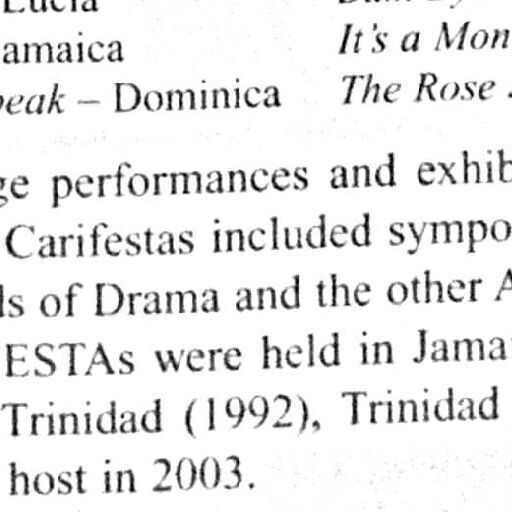 Lucia
amaica It's a Mon
peak – Dominica The Rose
ge performances and exhib
Carifestas included sympo
ls of Drama and the other A
ESTAs were held in Jamai
Trinidad (1992), Trinidad
host in 2003.